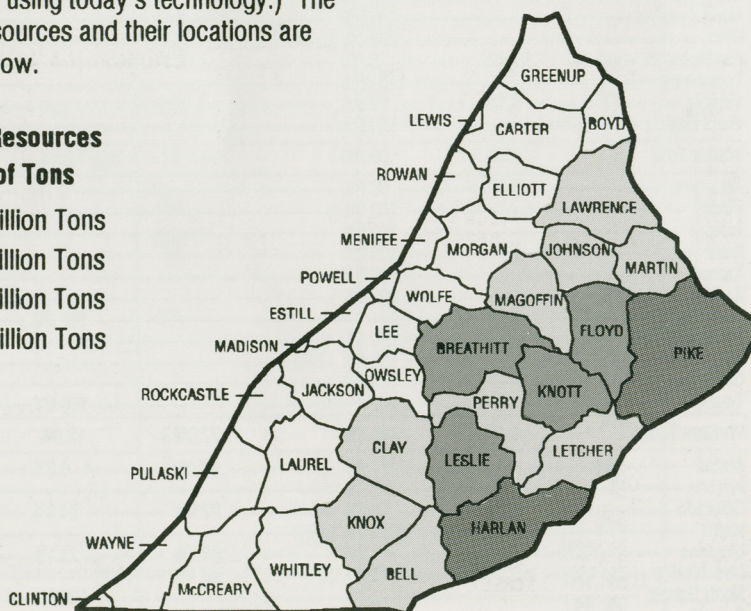 using today's technology.) The
sources and their locations are
ow.
Resources
of Tons
illion Tons
illion Tons
illion Tons
illion Tons
GREENUP
LEWIS
CARTER
BOYD
ROWAN
ELLIOTT
LAWRENCE
MENIFEE
MORGAN
JOHNSON
MARTIN
POWELL
WOLFE
MAGOFFIN
ESTILL
LEE
FLOYD
MADISON
BREATHITT
PIKE
OWSLEY
ROCKCASTLE
JACKSON
KNOTT
PERRY
CLAY
LETCHER
LAUREL
LESLIE
PULASKI
KNOX
HARLAN
WAYNE
WHITLEY
BELL
McCREARY
CLINTON